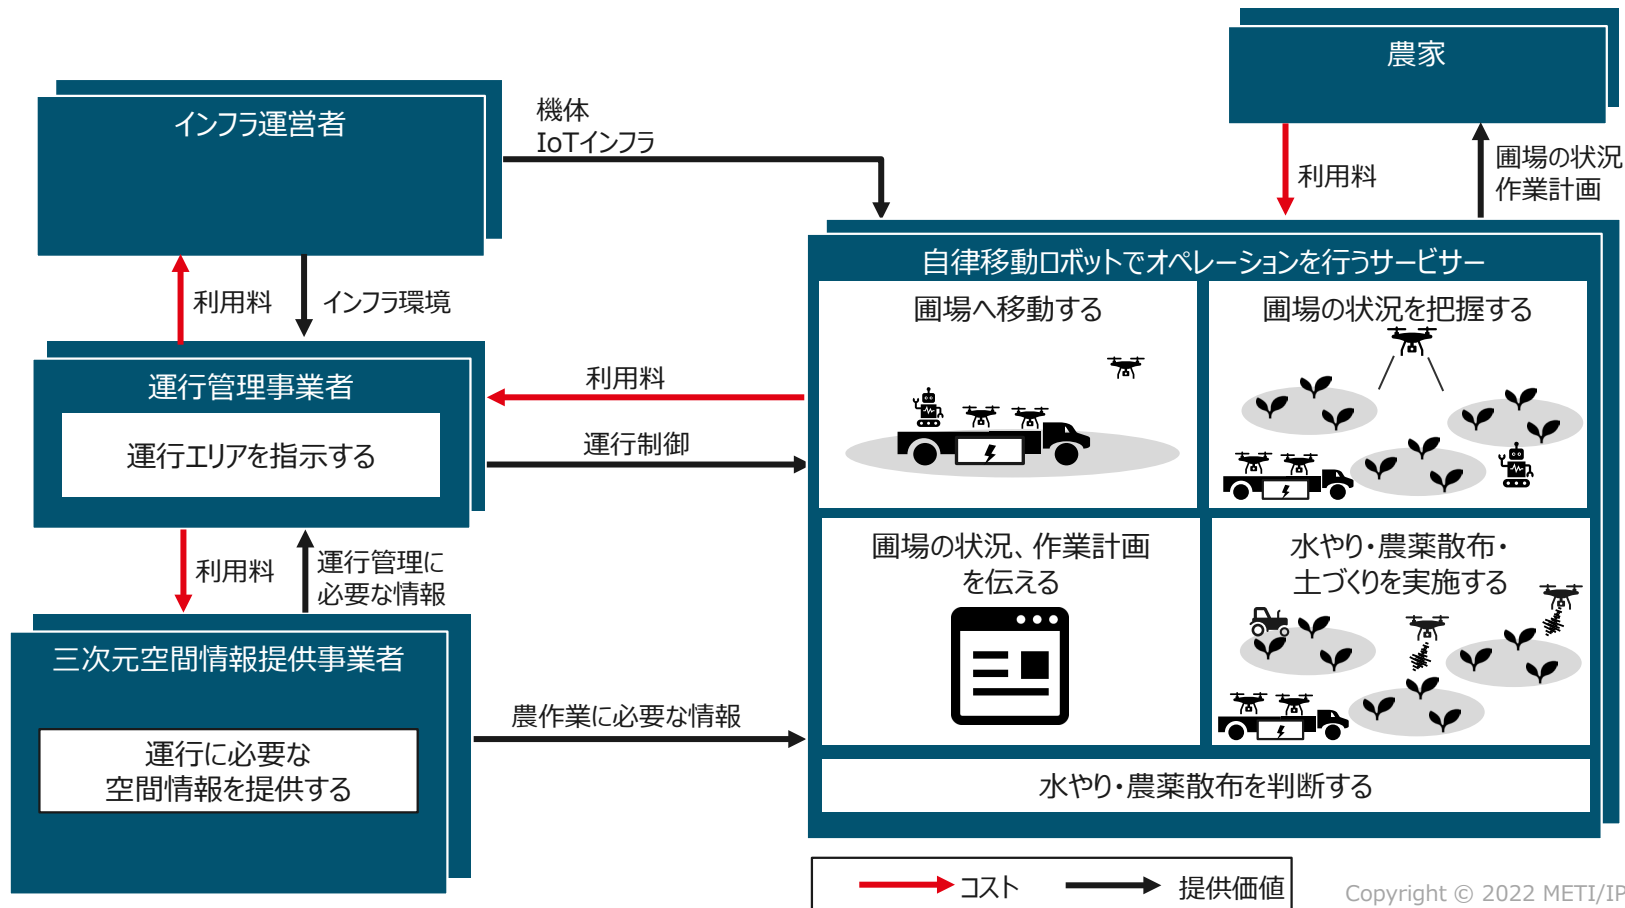 農家
インフラ運営者
機体
IoTインフラ
利用料
圃場の状況
作業計画
利用料
インフラ環境
自律移動ロボットでオペレーションを行うサービサー
圃場へ移動する
圃場の状況を把握する
運行管理事業者
運行エリアを指示する
利用料
運行制御
利用料
運行管理に
必要な情報
圃場の状況、作業計画
を伝える
水やり・農薬散布・
土づくりを実施する
三次元空間情報提供事業者
運行に必要な
空間情報を提供する
農作業に必要な情報
水やり・農薬散布を判断する
コスト
提供価値
Copyright © 2022 METI/IP